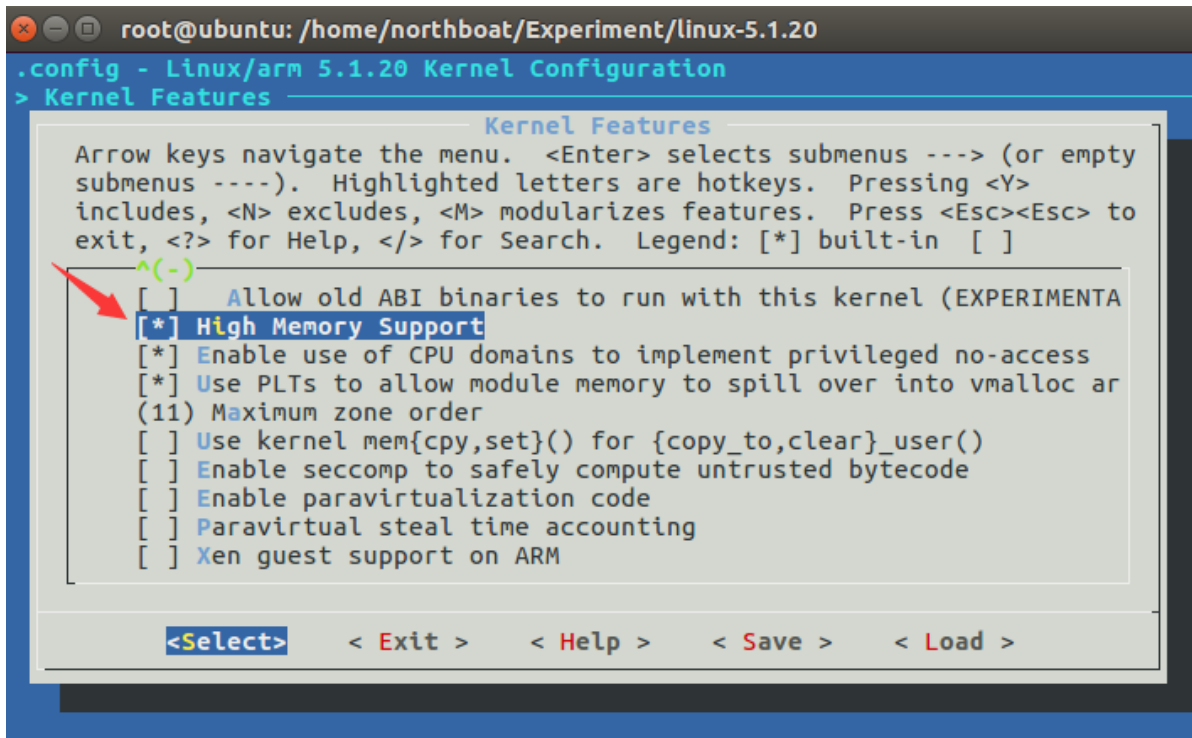 root@ubuntu: /home/northboat/Experiment/linux-5.1.20
.config - Linux/arm 5.1.20 Kernel Configuration
> Kernel Features
Kernel Features
Arrow keys navigate the menu.  <Enter> selects submenus ---> (or empty
submenus ----).  Highlighted letters are hotkeys.  Pressing <Y>
includes, <N> excludes, <M> modularizes features.  Press <Esc><Esc> to
exit, <?> for Help, </> for Search.  Legend: [*] built-in  [ ]
^(-)
[ ]   Allow old ABI binaries to run with this kernel (EXPERIMENTA
[*] High Memory Support
[*] Enable use of CPU domains to implement privileged no-access
[*] Use PLTs to allow module memory to spill over into vmalloc ar
(11) Maximum zone order
[ ] Use kernel mem{cpy,set}() for {copy_to,clear}_user()
[ ] Enable seccomp to safely compute untrusted bytecode
[ ] Enable paravirtualization code
[ ] Paravirtual steal time accounting
[ ] Xen guest support on ARM
<Select>    < Exit >    < Help >    < Save >    < Load >